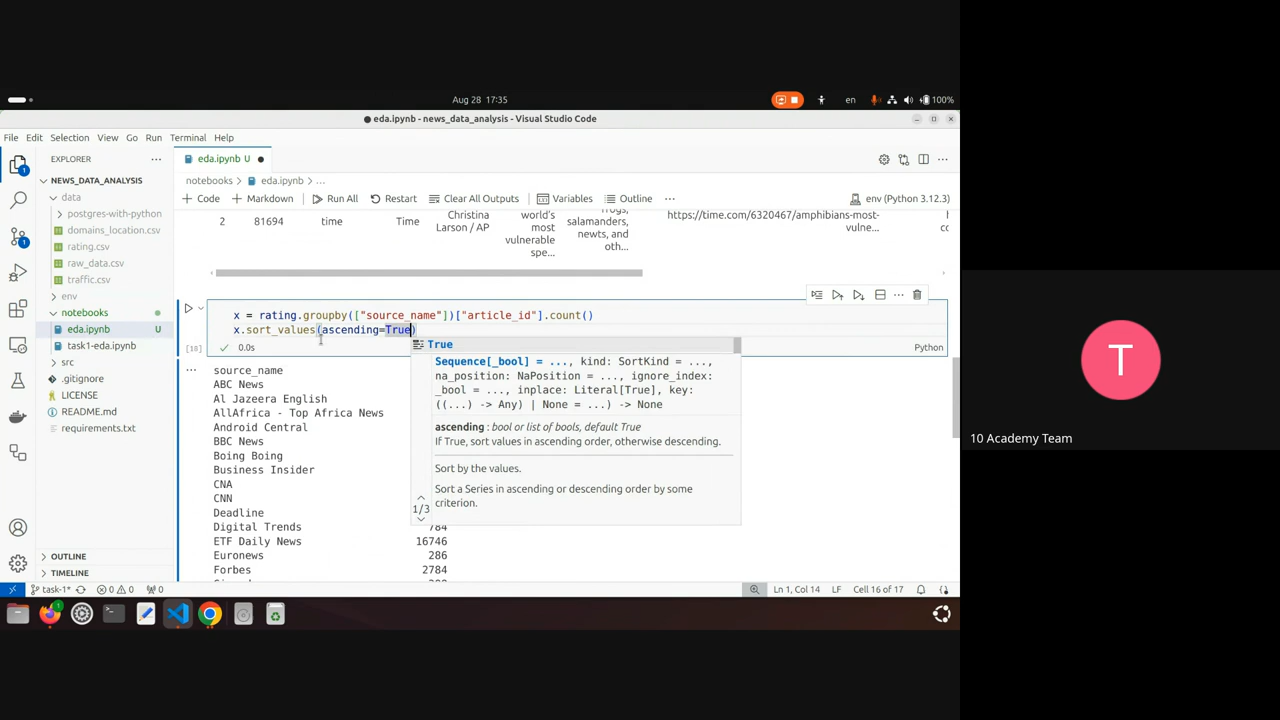 Aug 28 17:35
en
100%
eda.ipynb - news_data_analysis - Visual Studio Code
File Edit Selection View Go Run Terminal Help
EXPLORER
eda.ipynb U
NEWS_DATA_ANALYSIS
notebooks > eda.ipynb > ...
data
postgres-with-python
domains_location.csv
rating.csv
raw_data.csv
traffic.csv
env
notebooks
eda.ipynb U
task1-eda.ipynb
src
.gitignore
LICENSE
README.md
requirements.txt
OUTLINE
TIMELINE
+ Code + Markdown Run All Restart Clear All Outputs Variables Outline ... env (Python 3.12.3)
2 81694 time Time
Christina
Larson / AP
world's
most
vulnerable
spe...
frogs,
salamanders,
newts, and
oth...
https://time.com/6320467/amphibians-most-
vulne...
x = rating.groupby(["source_name"])["article_id"].count()
x.sort_values(ascending=True)
[18] 0.0s Python
True
Sequence[_bool] = ..., kind: SortKind = ...,
na_position: NaPosition = ..., ignore_index:
_bool = ..., inplace: Literal[True], key:
((...) -> Any) | None = ...) -> None
ascending : bool or list of bools, default True
If True, sort values in ascending order, otherwise descending.
Sort by the values.
Sort a Series in ascending or descending order by some
criterion.
1/3
source_name
ABC News
Al Jazeera English
AllAfrica - Top Africa News
Android Central
BBC News
Boing Boing
Business Insider
CNA
CNN
Deadline
Digital Trends 784
ETF Daily News 16746
Euronews 286
Forbes 2784
task-1* 0 0 0 Ln 1, Col 14 LF Cell 16 of 17
T
10 Academy Team